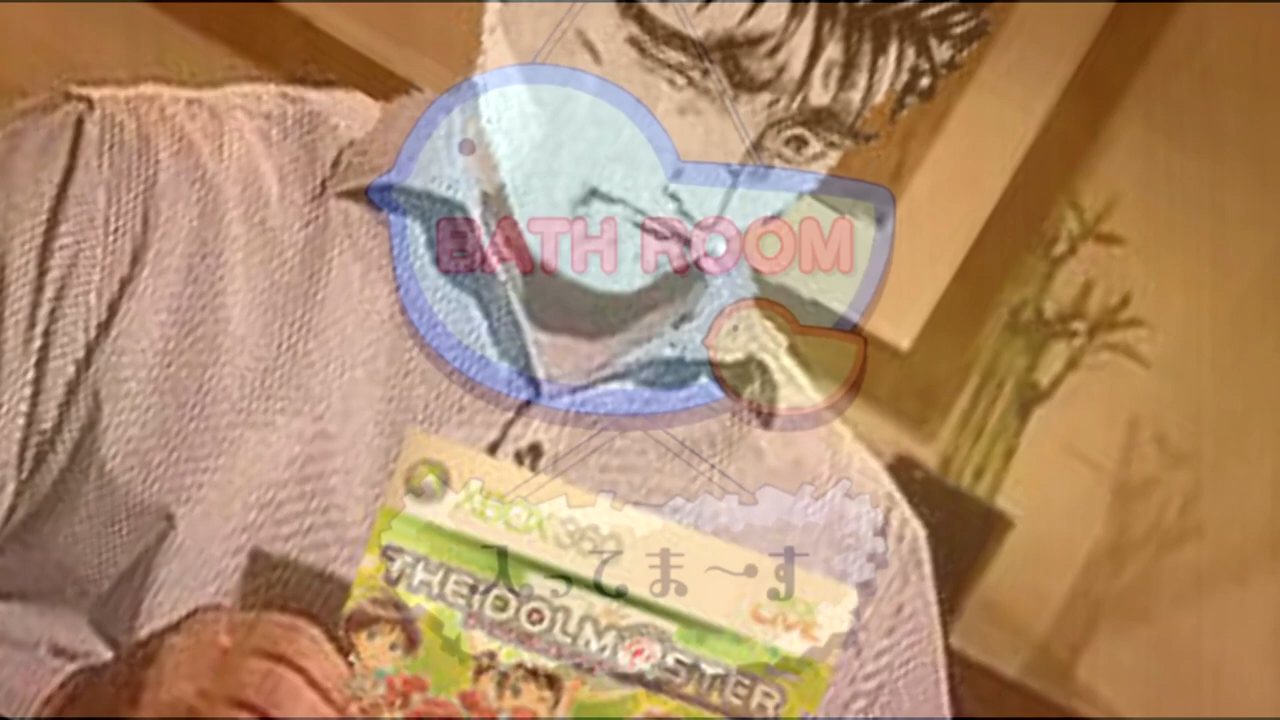 BATH ROOM
XBOX 360
入ってま〜す
LIVE
THE IDOLM@STER